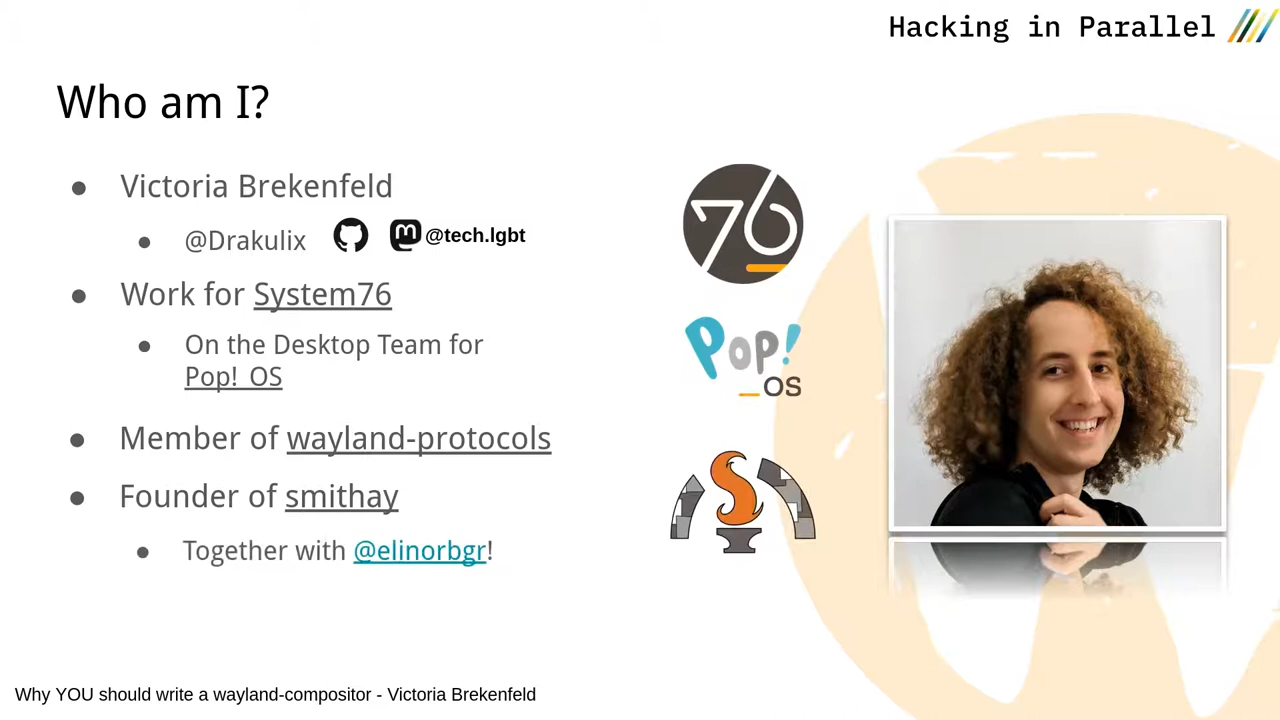 Hacking in Parallel
Who am I?
● Victoria Brekenfeld
● @Drakulix @tech.lgbt
● Work for System76
● On the Desktop Team for
Pop!_OS
● Member of wayland-protocols
● Founder of smithay
● Together with @elinorbgr!
76
Pop!
_OS
Why YOU should write a wayland-compositor - Victoria Brekenfeld